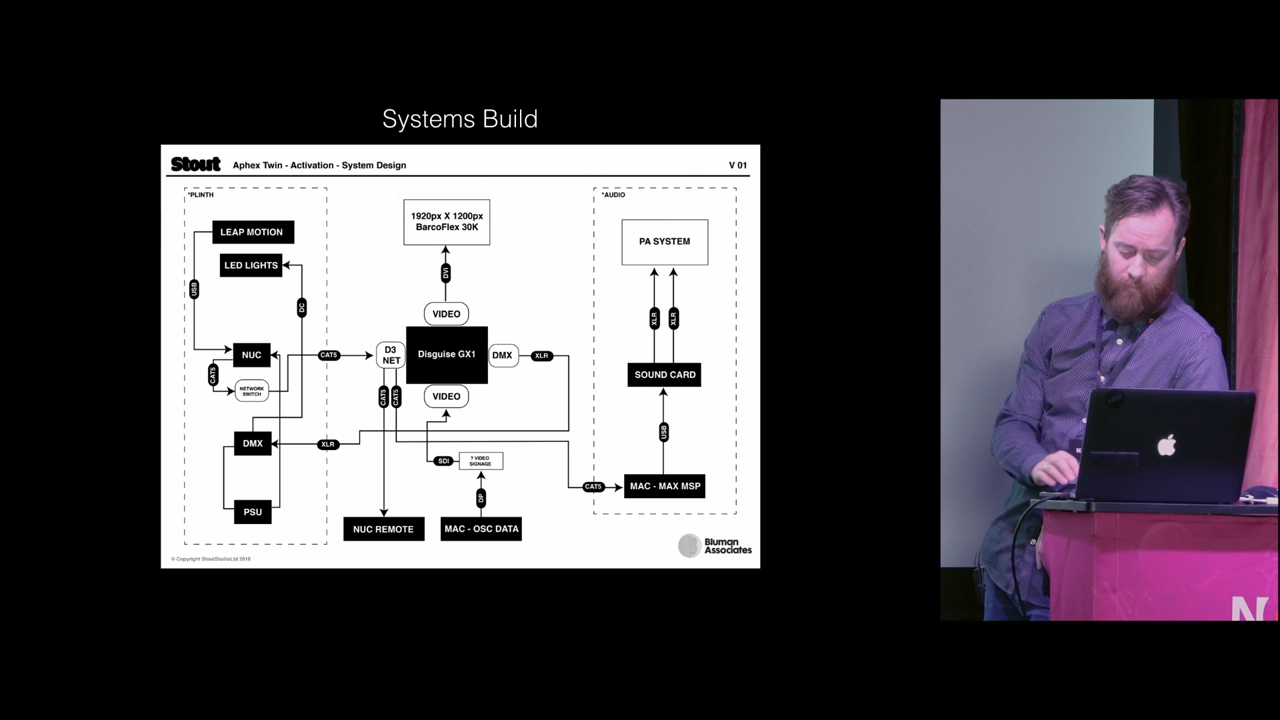 Systems Build
Stout
Aphex Twin - Activation - System Design
V 01
*PLINTH
LEAP MOTION
LED LIGHTS
USB
DC
NUC
CAT5
NETWORK
SWITCH
DMX
PSU
CAT5
XLR
1920px X 1200px
BarcoFlex 30K
DVI
VIDEO
D3
NET
Disguise GX1
DMX
XLR
CAT5
CAT5
VIDEO
SDI
? VIDEO
SIGNAGE
DP
NUC REMOTE
MAC - OSC DATA
*AUDIO
PA SYSTEM
XLR
XLR
SOUND CARD
USB
CAT5
MAC - MAX MSP
© Copyright StoutStudioLtd 2018
Bluman
Associates
N